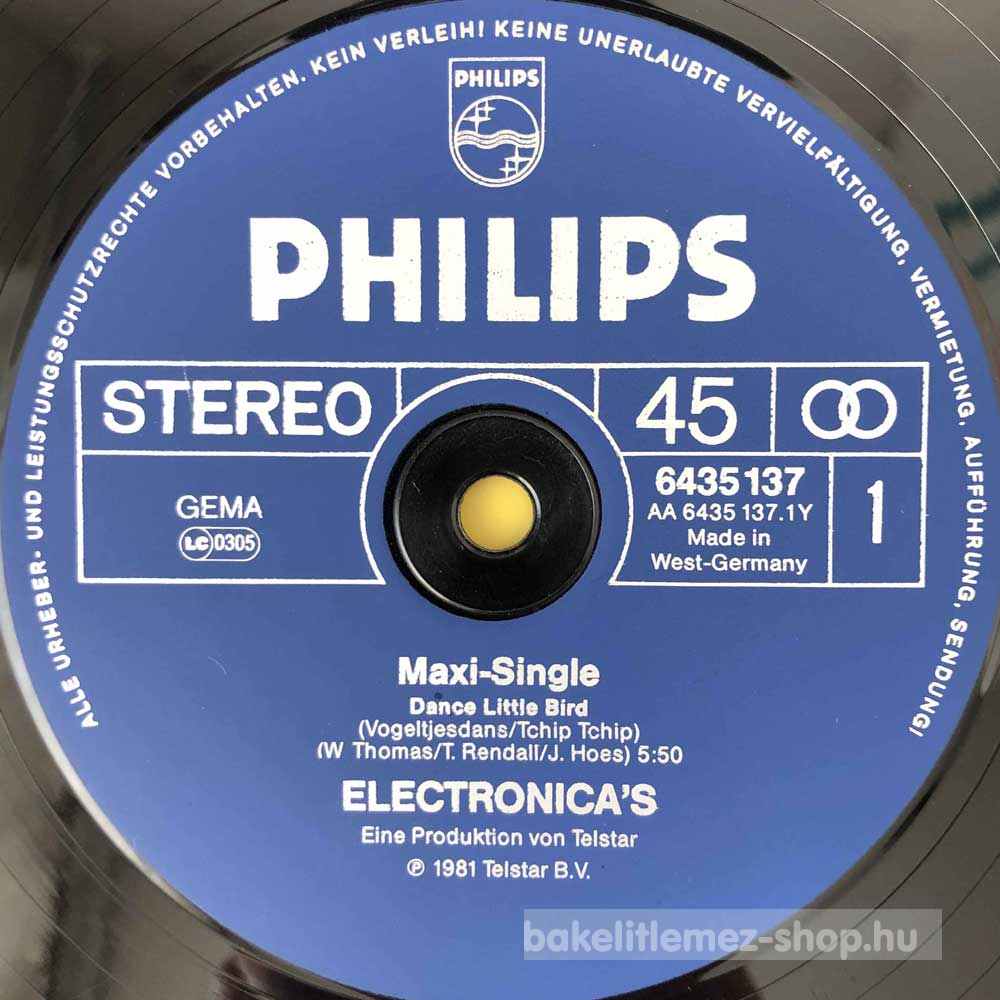 ALLE URHEBER- UND LEISTUNGSSCHUTZRECHTE VORBEHALTEN. KEIN VERLEIH! KEINE UNERLAUBTE VERVIELFÄLTIGUNG, VERMIETUNG, AUFFÜHRUNG, SENDUNG!
PHILIPS
PHILIPS
STEREO
45
GEMA
LC 0305
6435137
AA 6435 137.1Y
Made in
West-Germany
1
Maxi-Single
Dance Little Bird
(Vogeltjesdans/Tchip Tchip)
(W Thomas/T. Rendall/J. Hoes) 5:50
ELECTRONICA'S
Eine Produktion von Telstar
℗ 1981 Telstar B.V.
bakelitlemez-shop.hu